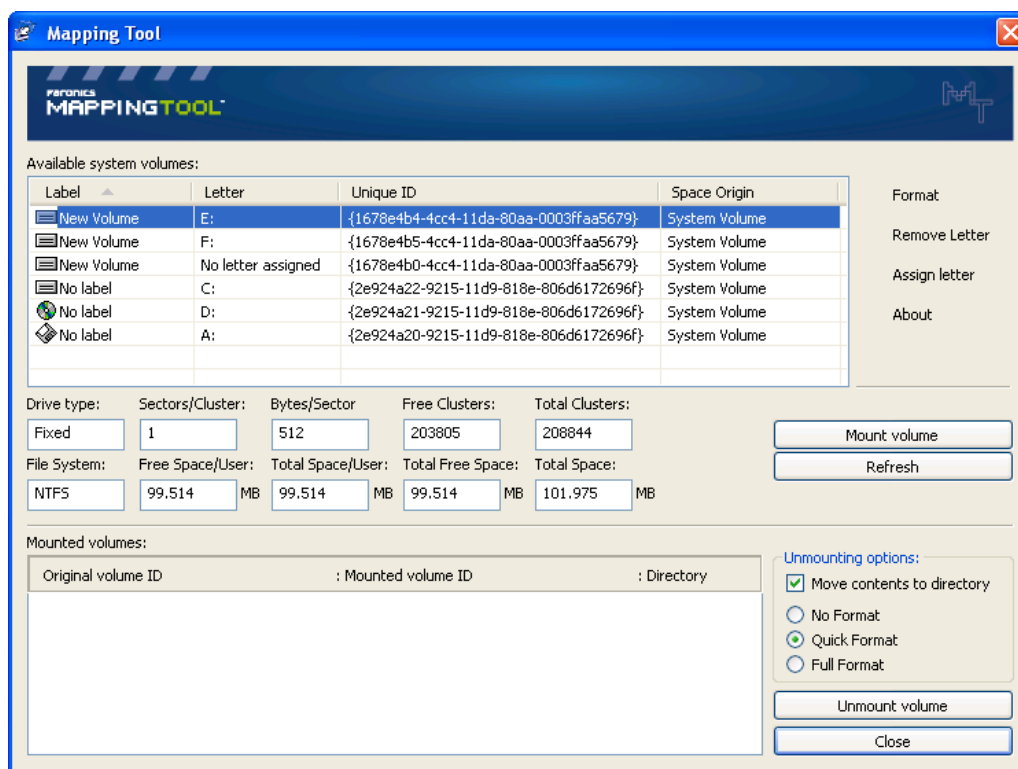 Mapping Tool
Faronics
MAPPINGTOOL
MT
Available system volumes:
Label Letter Unique ID Space Origin
New Volume E: {1678e4b4-4cc4-11da-80aa-0003ffaa5679} System Volume
New Volume F: {1678e4b5-4cc4-11da-80aa-0003ffaa5679} System Volume
New Volume No letter assigned {1678e4b0-4cc4-11da-80aa-0003ffaa5679} System Volume
No label C: {2e924a22-9215-11d9-818e-806d6172696f} System Volume
No label D: {2e924a21-9215-11d9-818e-806d6172696f} System Volume
No label A: {2e924a20-9215-11d9-818e-806d6172696f} System Volume
Format
Remove Letter
Assign letter
About
Drive type: Sectors/Cluster: Bytes/Sector Free Clusters: Total Clusters:
Fixed 1 512 203805 208844
File System: Free Space/User: Total Space/User: Total Free Space: Total Space:
NTFS 99.514 MB 99.514 MB 99.514 MB 101.975 MB
Mount volume
Refresh
Mounted volumes:
Original volume ID : Mounted volume ID : Directory
Unmounting options:
Move contents to directory
No Format
Quick Format
Full Format
Unmount volume
Close